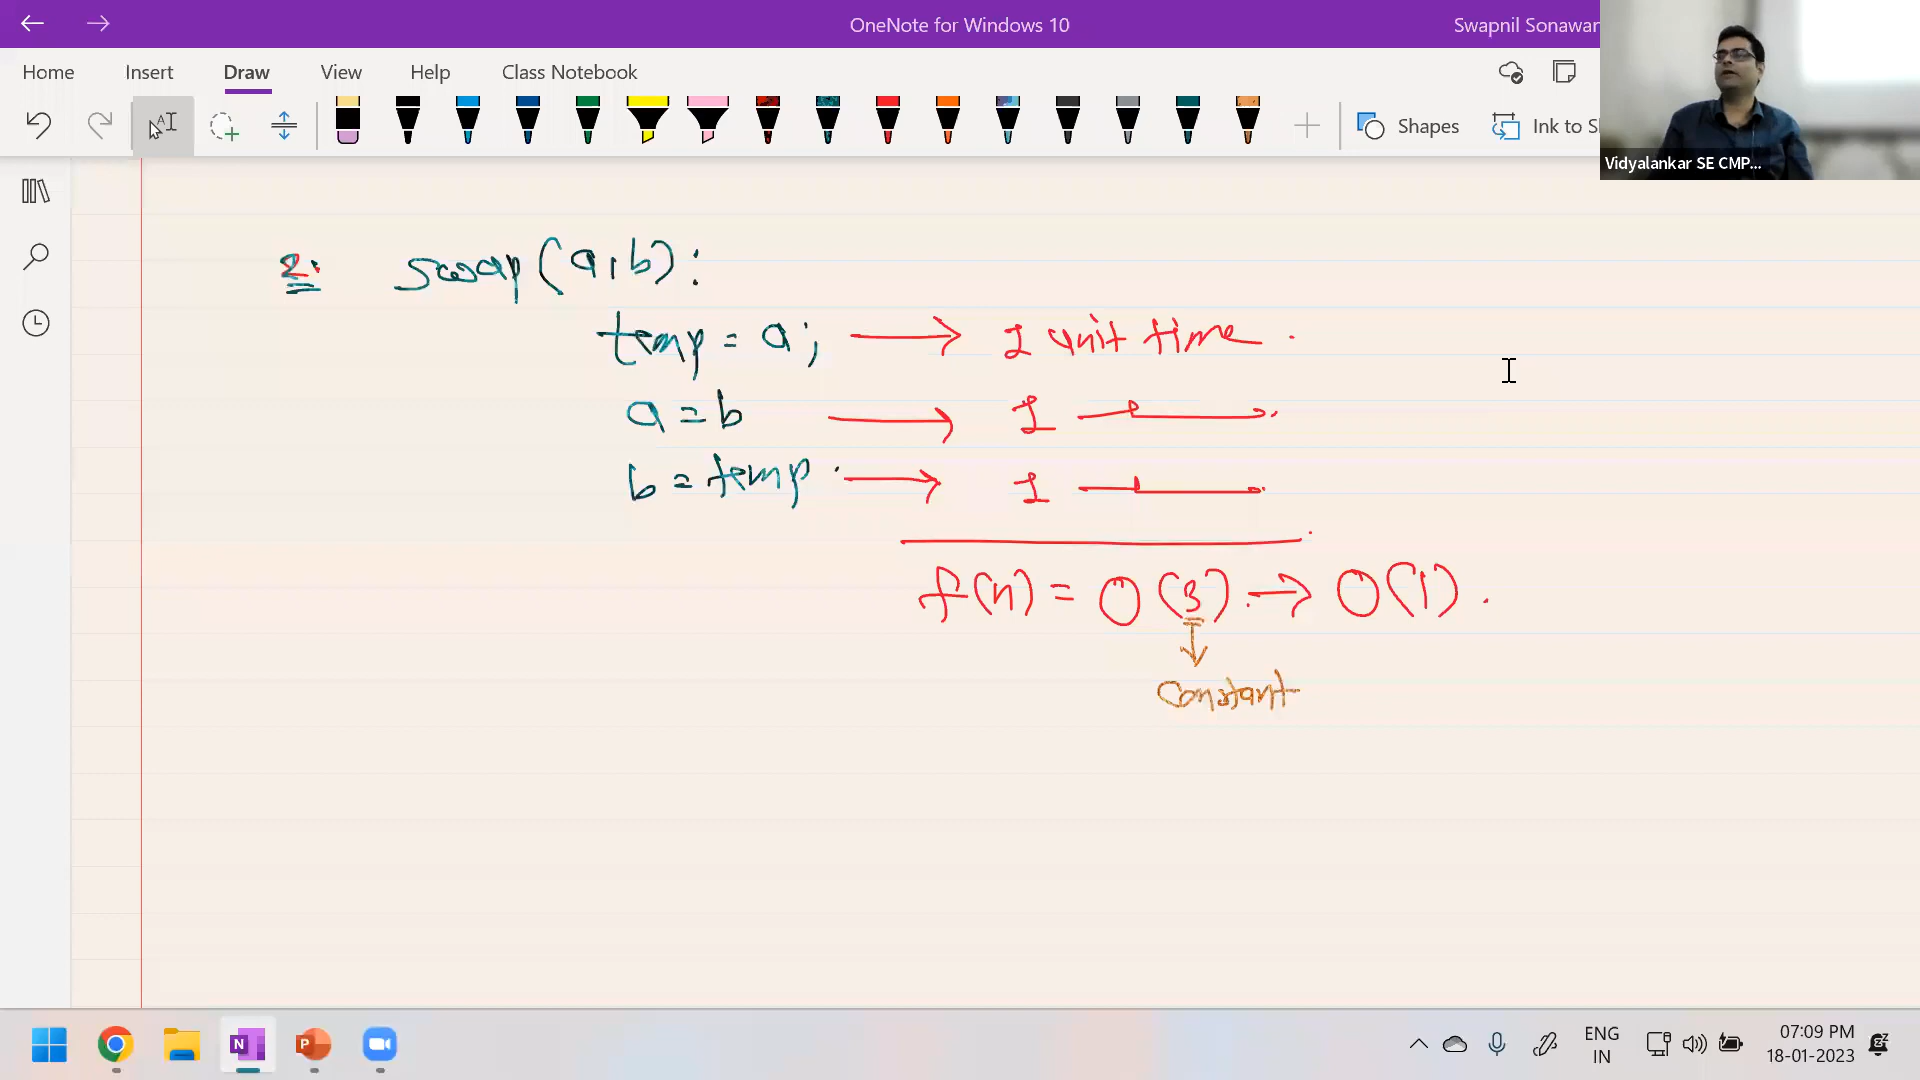 OneNote for Windows 10
Swapnil Sonawan
Home Insert Draw View Help Class Notebook
Shapes
Ink to Sh
Vidyalankar SE CMP...
2. swap(a,b):
temp = a; → 1 unit time.
a = b → 1
b = temp → 1
f(n) = O(3) → O(1).
↓
constant
ENG
IN
07:09 PM
18-01-2023